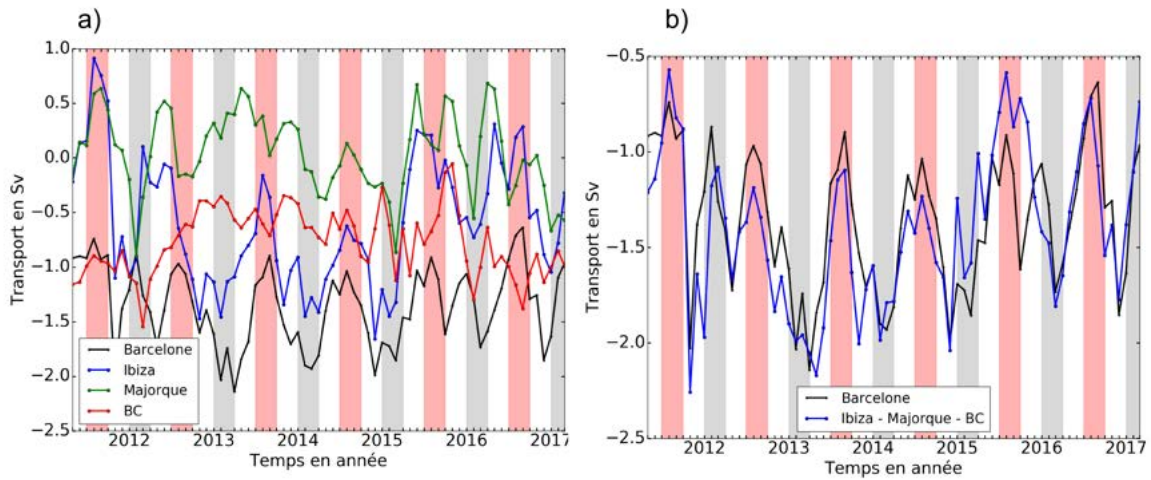 a)
Transport en Sv
1.0
0.5
0.0
−0.5
−1.0
−1.5
−2.0
−2.5
Barcelone
Ibiza
Majorque
BC
2012 2013 2014 2015 2016 2017
Temps en année
b)
Transport en Sv
−0.5
−1.0
−1.5
−2.0
−2.5
Barcelone
Ibiza - Majorque - BC
2012 2013 2014 2015 2016 2017
Temps en année